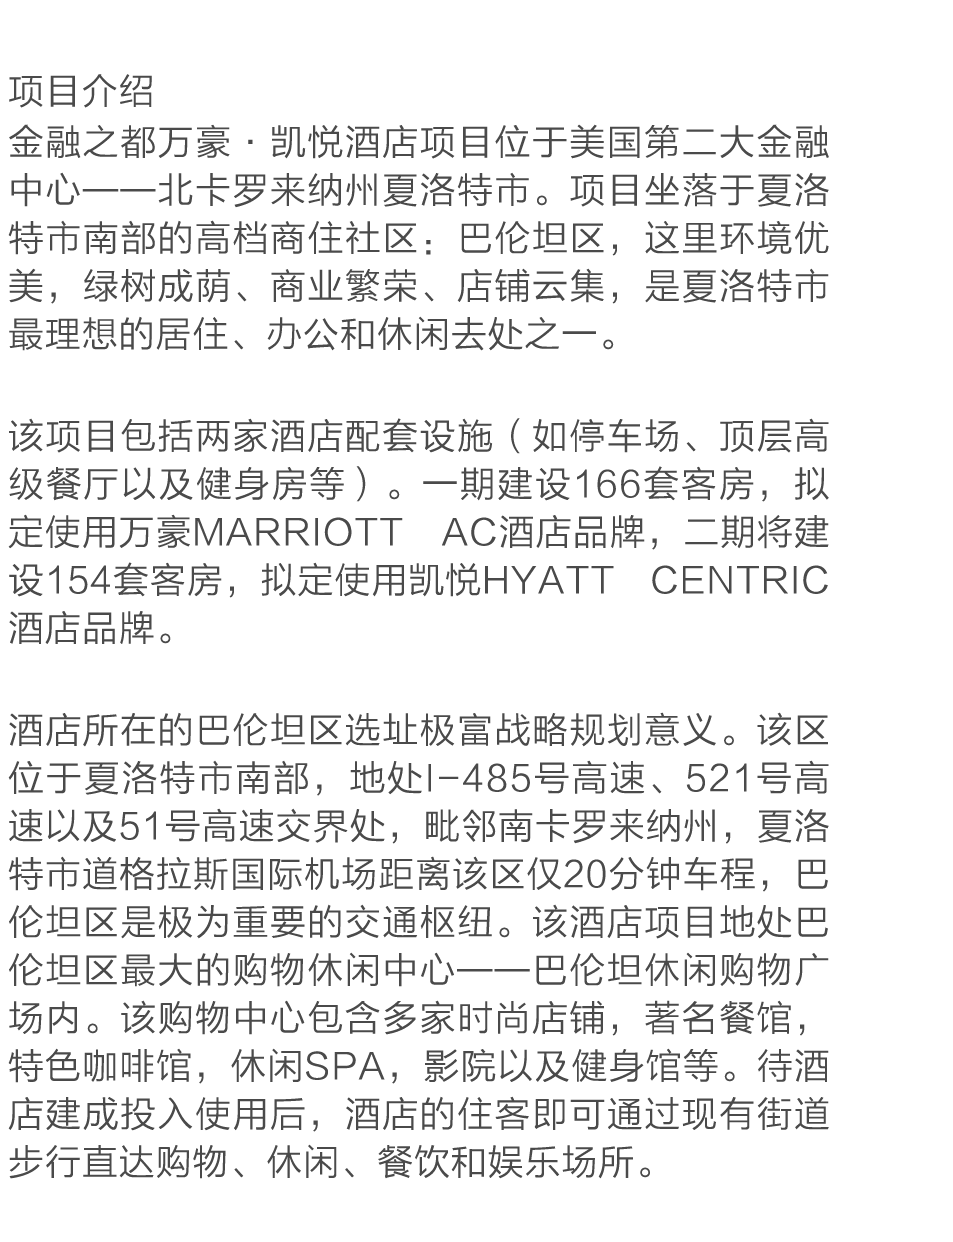 项目介绍
金融之都万豪·凯悦酒店项目位于美国第二大金融
中心——北卡罗来纳州夏洛特市。项目坐落于夏洛
特市南部的高档商住社区：巴伦坦区，这里环境优
美，绿树成荫、商业繁荣、店铺云集，是夏洛特市
最理想的居住、办公和休闲去处之一。
该项目包括两家酒店配套设施（如停车场、顶层高
级餐厅以及健身房等）。一期建设166套客房，拟
定使用万豪MARRIOTT　AC酒店品牌，二期将建
设154套客房，拟定使用凯悦HYATT　CENTRIC
酒店品牌。
酒店所在的巴伦坦区选址极富战略规划意义。该区
位于夏洛特市南部，地处I-485号高速、521号高
速以及51号高速交界处，毗邻南卡罗来纳州，夏洛
特市道格拉斯国际机场距离该区仅20分钟车程，巴
伦坦区是极为重要的交通枢纽。该酒店项目地处巴
伦坦区最大的购物休闲中心——巴伦坦休闲购物广
场内。该购物中心包含多家时尚店铺，著名餐馆，
特色咖啡馆，休闲SPA，影院以及健身馆等。待酒
店建成投入使用后，酒店的住客即可通过现有街道
步行直达购物、休闲、餐饮和娱乐场所。